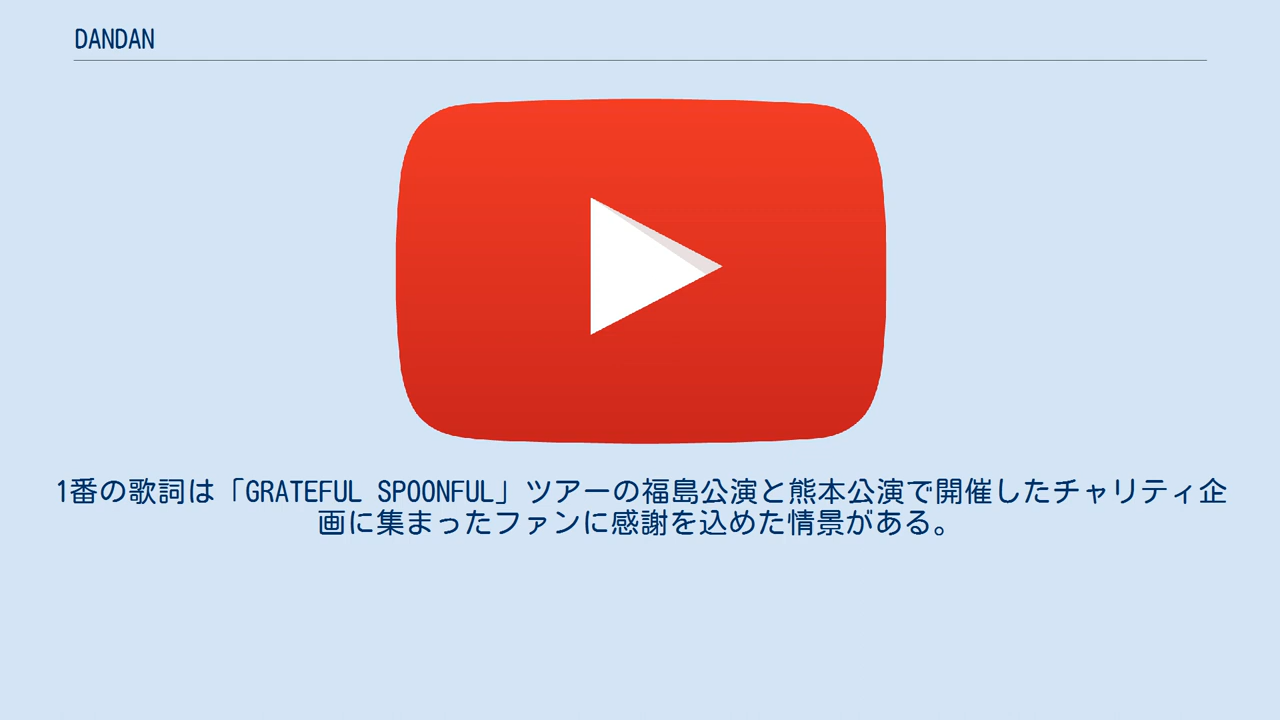 DANDAN
1番の歌詞は「GRATEFUL SPOONFUL」ツアーの福島公演と熊本公演で開催したチャリティ企
画に集まったファンに感謝を込めた情景がある。